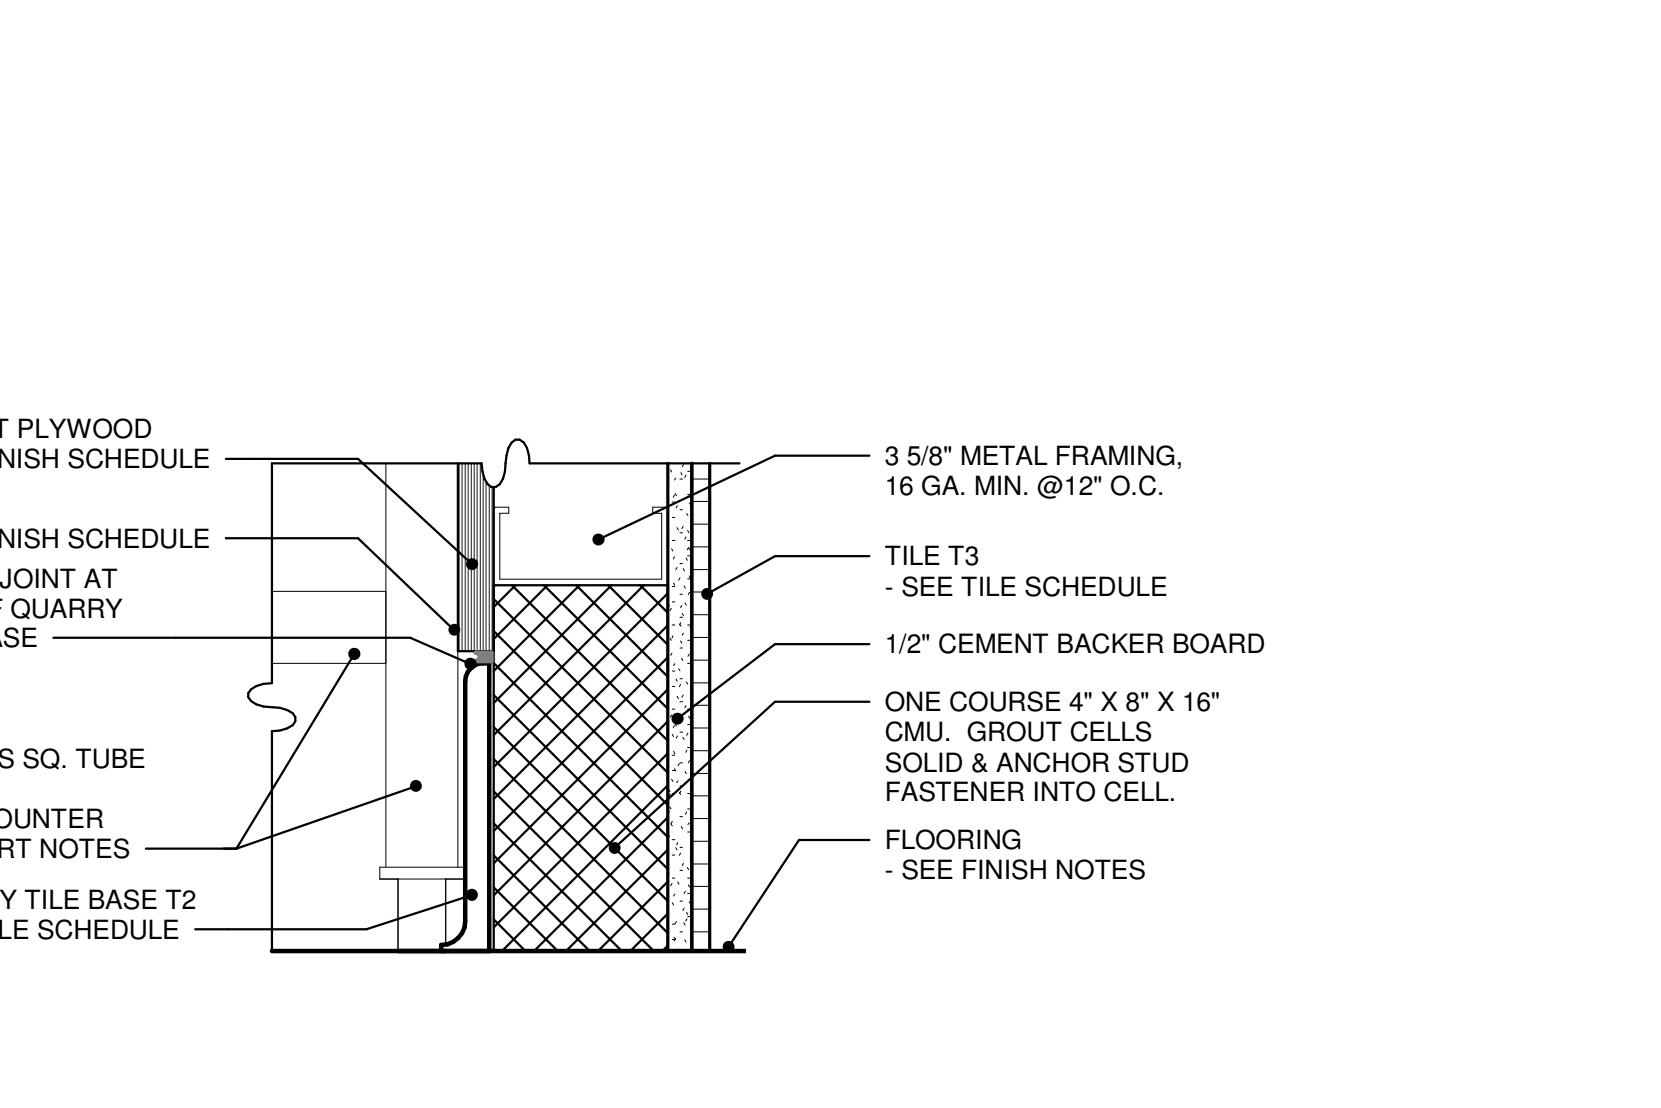 T PLYWOOD
NISH SCHEDULE
NISH SCHEDULE
JOINT AT
F QUARRY
ASE
S SQ. TUBE
OUNTER
RT NOTES
Y TILE BASE T2
LE SCHEDULE
3 5/8" METAL FRAMING,
16 GA. MIN. @12" O.C.
TILE T3
- SEE TILE SCHEDULE
1/2" CEMENT BACKER BOARD
ONE COURSE 4" X 8" X 16"
CMU.  GROUT CELLS
SOLID & ANCHOR STUD
FASTENER INTO CELL.
FLOORING
- SEE FINISH NOTES